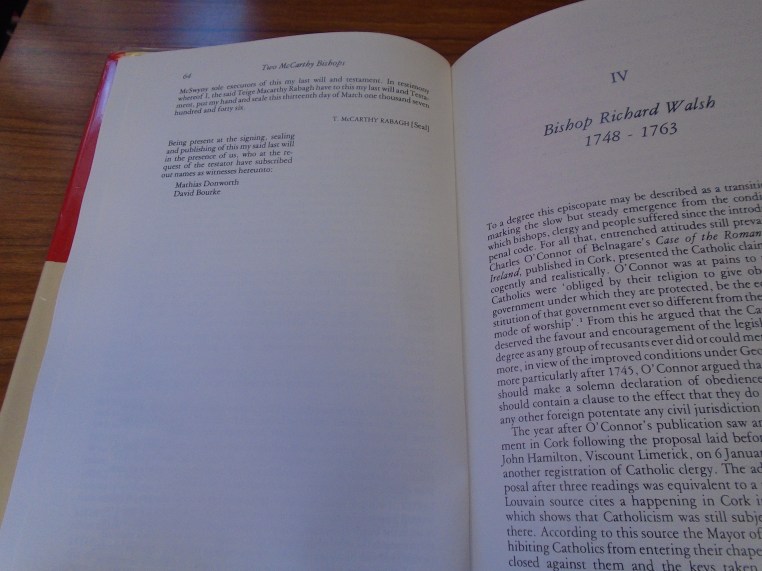 64
Two McCarthy Bishops
McSwyny sole executors of this my last will and testament. In testimony
whereof I, the said Teige Macarthy Rabagh have to this my last will and Testa-
ment, put my hand and seale this thirteenth day of March one thousand seven
hundred and forty six.
T. McCARTHY RABAGH [Seal]
Being present at the signing, sealing
and publishing of this my said last will
in the presence of us, who at the re-
quest of the testator have subscribed
our names as witnesses hereunto:
Mathias Donworth
David Bourke
IV
Bishop Richard Walsh
1748 - 1763
To a degree this episcopate may be described as a transiti
marking the slow but steady emergence from the condi
which bishops, clergy and people suffered since the introd
penal code. For all that, entrenched attitudes still preva
Charles O'Connor of Belnagare's Case of the Roman
Ireland, published in Cork, presented the Catholic claim
cogently and realistically. O'Connor was at pains to
Catholics were 'obliged by their religion to give ob
government under which they are protected, be the
stitution of that government ever so different from the
mode of worship'.¹ From this he argued that the Ca
deserved the favour and encouragement of the legisl
degree as any group of recusants ever did or could me
more, in view of the improved conditions under Geo
more particularly after 1745, O'Connor argued tha
should make a solemn declaration of obedience
should contain a clause to the effect that they do
any other foreign potentate any civil jurisdiction
The year after O'Connor's publication saw an
ment in Cork following the proposal laid befor
John Hamilton, Viscount Limerick, on 6 Janua
another registration of Catholic clergy. The ad
posal after three readings was equivalent to a
Louvain source cites a happening in Cork i
which shows that Catholicism was still subj
there. According to this source the Mayor of
hibiting Catholics from entering their chape
closed against them and the keys taken